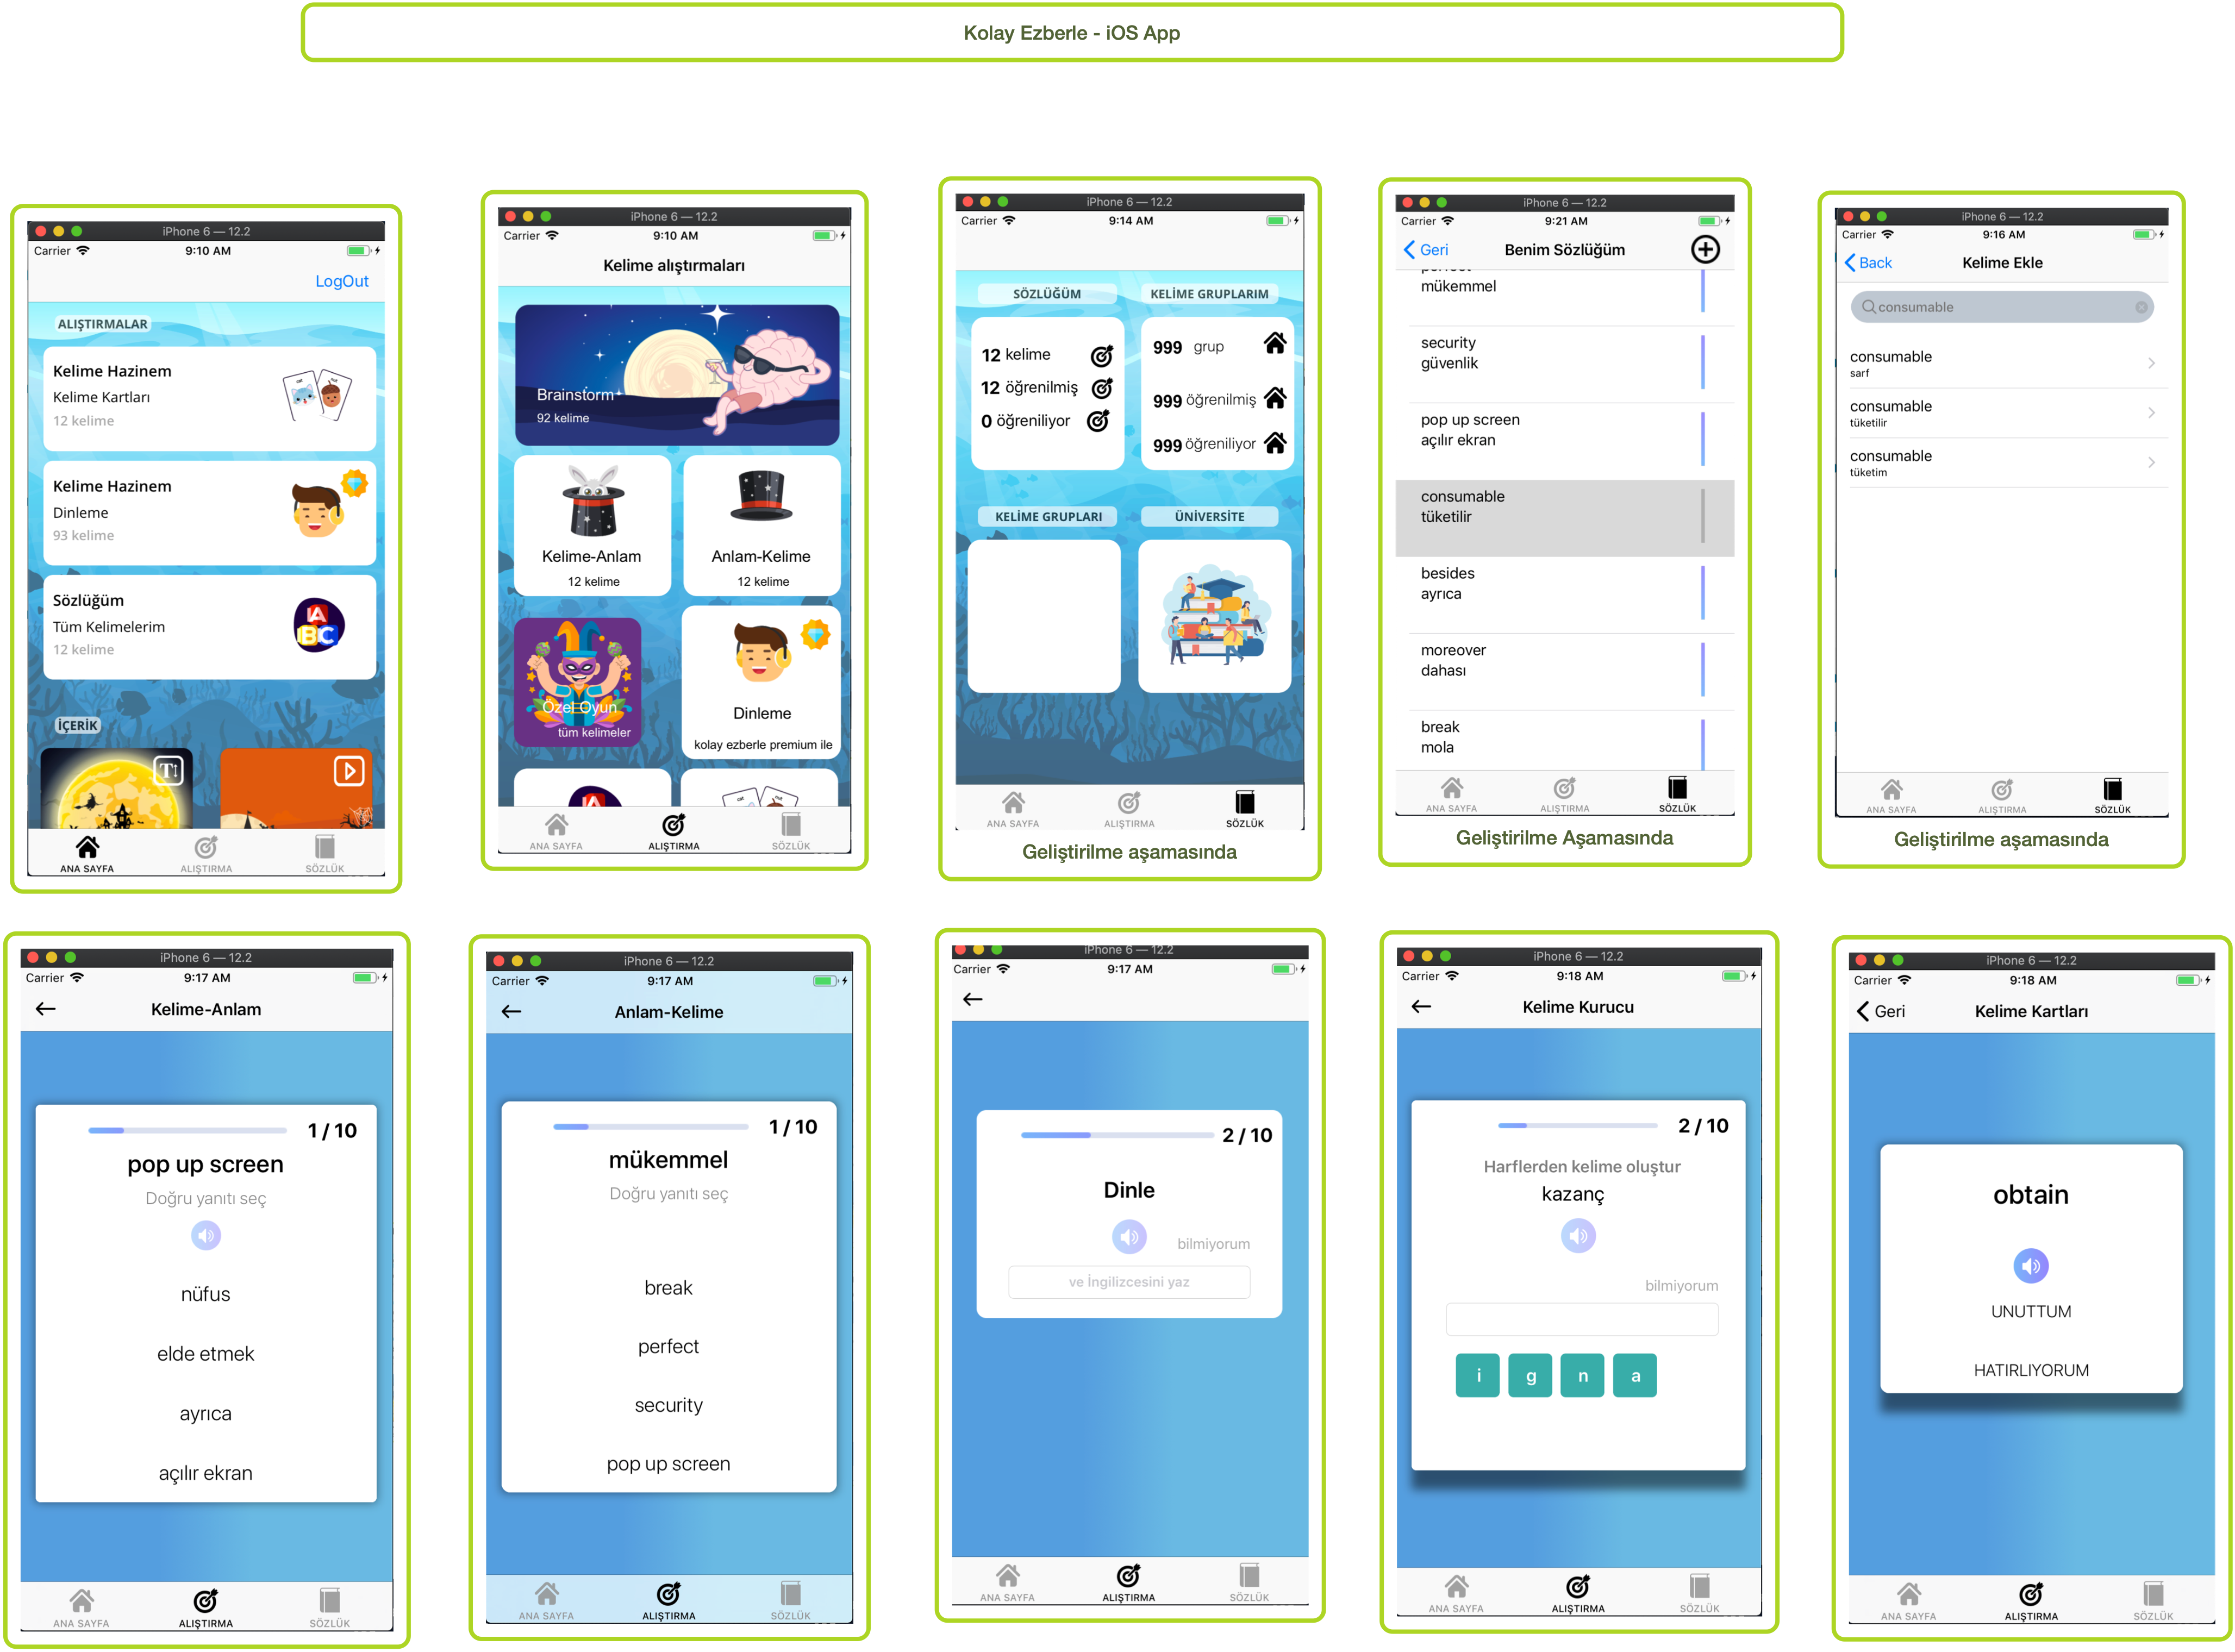 Kolay Ezberle - iOS App
iPhone 6 — 12.2
Carrier
9:10 AM
LogOut
ALIŞTIRMALAR
Kelime Hazinem
Kelime Kartları
12 kelime
Kelime Hazinem
Dinleme
93 kelime
Sözlüğüm
Tüm Kelimelerim
12 kelime
A
B C
İÇERİK
T
ANA SAYFA
ALIŞTIRMA
SÖZLÜK
iPhone 6 — 12.2
Carrier
9:10 AM
Kelime alıştırmaları
Brainstorm
92 kelime
Kelime-Anlam
12 kelime
Anlam-Kelime
12 kelime
Özel Oyun
tüm kelimeler
Dinleme
kolay ezberle premium ile
A
ANA SAYFA
ALIŞTIRMA
SÖZLÜK
iPhone 6 — 12.2
Carrier
9:14 AM
SÖZLÜĞÜM
KELİME GRUPLARIM
12 kelime
12 öğrenilmiş
0 öğreniliyor
999 grup
999 öğrenilmiş
999 öğreniliyor
KELİME GRUPLARI
ÜNİVERSİTE
ANA SAYFA
ALIŞTIRMA
SÖZLÜK
Geliştirilme aşamasında
iPhone 6 — 12.2
Carrier
9:21 AM
Geri
Benim Sözlüğüm
perfect
mükemmel
security
güvenlik
pop up screen
açılır ekran
consumable
tüketilir
besides
ayrıca
moreover
dahası
break
mola
ANA SAYFA
ALIŞTIRMA
SÖZLÜK
Geliştirilme Aşamasında
iPhone 6 — 12.2
Carrier
9:16 AM
Back
Kelime Ekle
consumable
consumable
sarf
consumable
tüketilir
consumable
tüketim
ANA SAYFA
ALIŞTIRMA
SÖZLÜK
Geliştirilme aşamasında
iPhone 6 — 12.2
Carrier
9:17 AM
Kelime-Anlam
1 / 10
pop up screen
Doğru yanıtı seç
nüfus
elde etmek
ayrıca
açılır ekran
ANA SAYFA
ALIŞTIRMA
SÖZLÜK
iPhone 6 — 12.2
Carrier
9:17 AM
Anlam-Kelime
1 / 10
mükemmel
Doğru yanıtı seç
break
perfect
security
pop up screen
ANA SAYFA
ALIŞTIRMA
SÖZLÜK
iPhone 6 — 12.2
Carrier
9:17 AM
2 / 10
Dinle
bilmiyorum
ve İngilizcesini yaz
ANA SAYFA
ALIŞTIRMA
SÖZLÜK
iPhone 6 — 12.2
Carrier
9:18 AM
Kelime Kurucu
2 / 10
Harflerden kelime oluştur
kazanç
bilmiyorum
i g n a
ANA SAYFA
ALIŞTIRMA
SÖZLÜK
iPhone 6 — 12.2
Carrier
9:18 AM
Geri
Kelime Kartları
obtain
UNUTTUM
HATIRLIYORUM
ANA SAYFA
ALIŞTIRMA
SÖZLÜK